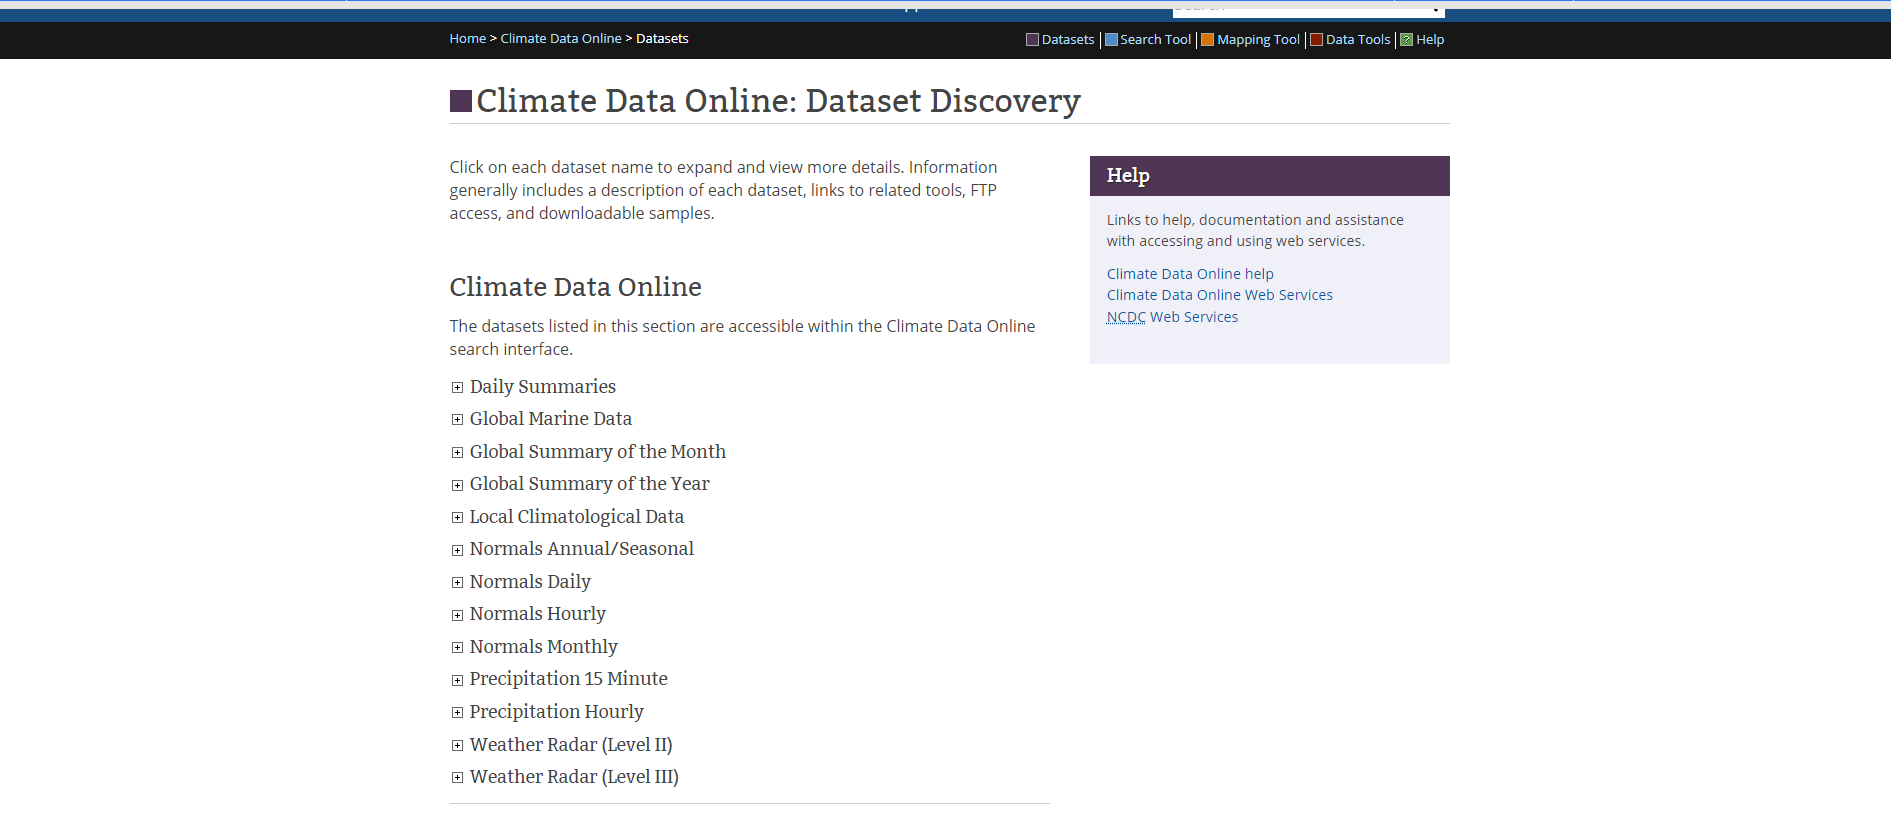 Home > Climate Data Online > Datasets
Datasets | Search Tool | Mapping Tool | Data Tools | Help
Climate Data Online: Dataset Discovery
Click on each dataset name to expand and view more details. Information
generally includes a description of each dataset, links to related tools, FTP
access, and downloadable samples.
Climate Data Online
The datasets listed in this section are accessible within the Climate Data Online
search interface.
Daily Summaries
Global Marine Data
Global Summary of the Month
Global Summary of the Year
Local Climatological Data
Normals Annual/Seasonal
Normals Daily
Normals Hourly
Normals Monthly
Precipitation 15 Minute
Precipitation Hourly
Weather Radar (Level II)
Weather Radar (Level III)
Help
Links to help, documentation and assistance
with accessing and using web services.
Climate Data Online help
Climate Data Online Web Services
NCDC Web Services